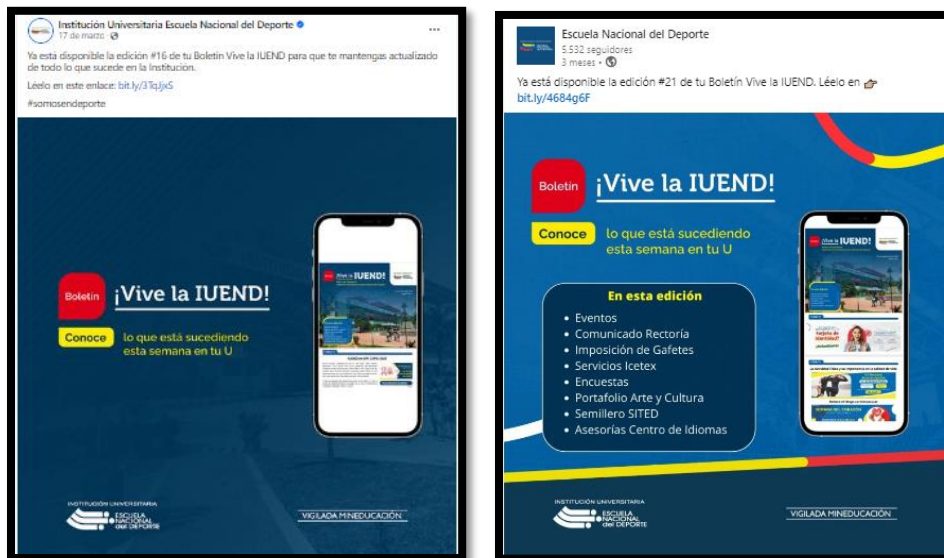 Institución Universitaria Escuela Nacional del Deporte
17 de marzo
Ya está disponible la edición #16 de tu Boletín Vive la IUEND para que te mantengas actualizado
de todo lo que sucede en la Institución.
Léelo en este enlace: bit.ly/3TqJjxS
#somosendeporte
Boletín
¡Vive la IUEND!
Conoce
lo que está sucediendo
esta semana en tu U
¡Vive la IUEND!
INSTITUCIÓN UNIVERSITARIA
ESCUELA
NACIONAL
del DEPORTE
VIGILADA MINEDUCACIÓN
Escuela Nacional del Deporte
5.532 seguidores
3 meses
Ya está disponible la edición #21 de tu Boletín Vive la IUEND. Léelo en
bit.ly/4684g6F
Boletín
¡Vive la IUEND!
Conoce
lo que está sucediendo
esta semana en tu U
En esta edición
• Eventos
• Comunicado Rectoría
• Imposición de Gafetes
• Servicios Icetex
• Encuestas
• Portafolio Arte y Cultura
• Semillero SITED
• Asesorías Centro de Idiomas
¡Vive la IUEND!
INSTITUCIÓN UNIVERSITARIA
ESCUELA
NACIONAL
del DEPORTE
VIGILADA MINEDUCACIÓN